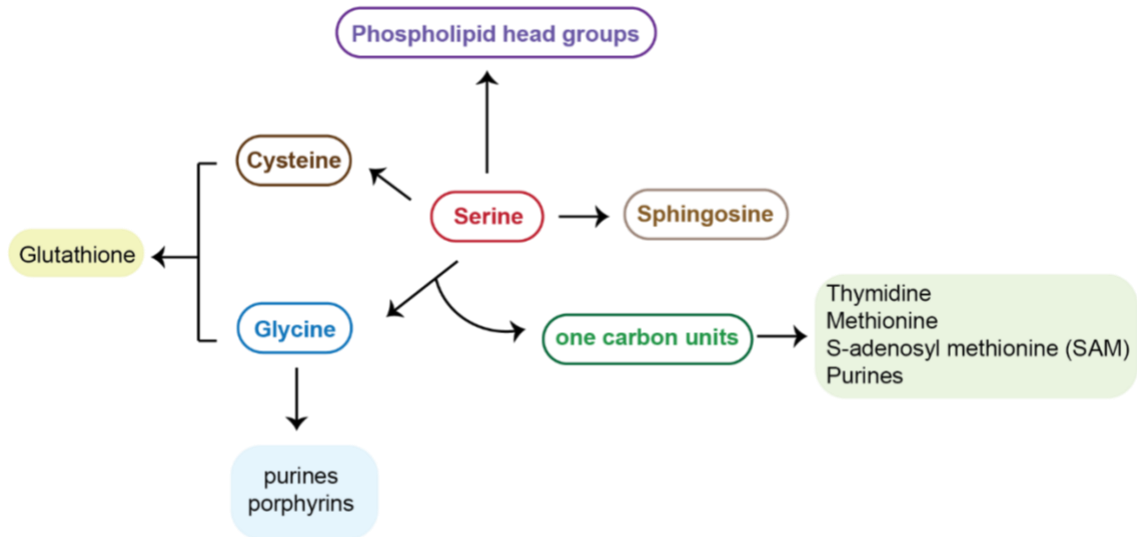 Phospholipid head groups
Cysteine
Serine
Sphingosine
Glutathione
Glycine
one carbon units
Thymidine
Methionine
S-adenosyl methionine (SAM)
Purines
purines
porphyrins